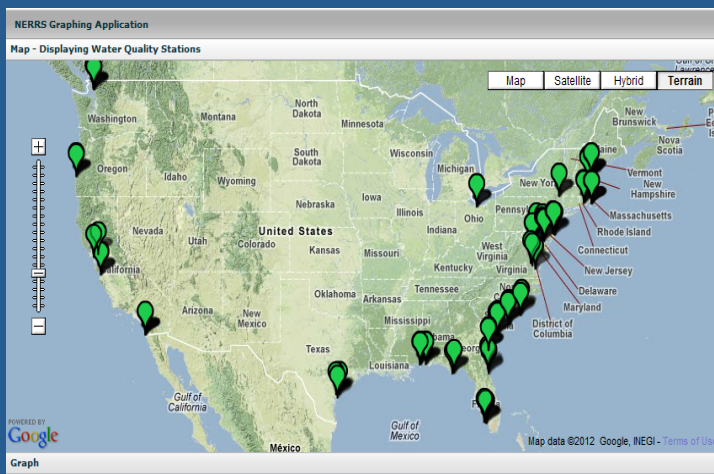 NERRS Graphing Application
Map - Displaying Water Quality Stations
Map Satellite Hybrid Terrain
Washington
Montana
North
Dakota
Minnesota
New
Brunswick
Nova
Scotia
Oregon
Idaho
Wyoming
South
Dakota
Wisconsin
Michigan
Vermont
New
Hampshire
New York
Massachusetts
Rhode Island
Connecticut
New Jersey
Delaware
Maryland
District of
Columbia
Nebraska
Iowa
Illinois
Indiana
Ohio
Nevada
Utah
Colorado
United States
Kansas
Missouri
West
Virginia
Kentucky
Virginia
Arizona
New
Mexico
Oklahoma
Arkansas
Tennessee
Mississippi
Texas
Louisiana
Gulf of
California
Gulf of
Mexico
México
POWERED BY
Google
Map data ©2012 Google, INEGI - Terms of Us
Graph